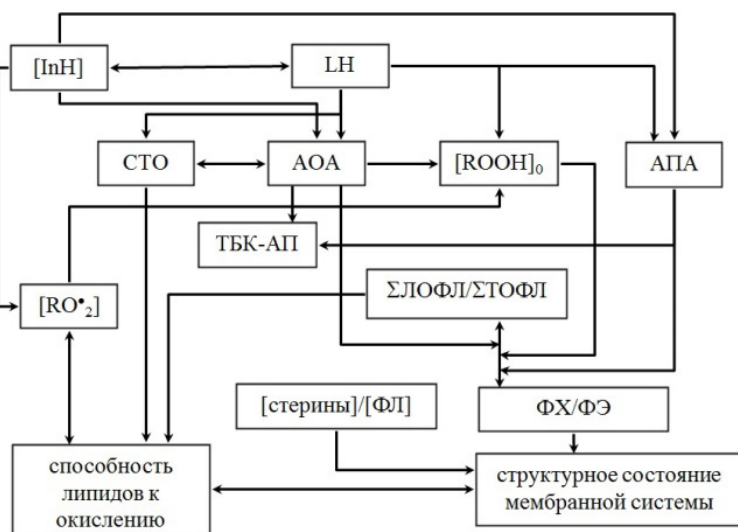 [InH]
LH
СТО
АОА
[ROOH]₀
АПА
ТБК-АП
[RO•₂]
ΣЛОФЛ/ΣТОФЛ
[стерины]/[ФЛ]
ФХ/ФЭ
способность
липидов к
окислению
структурное состояние
мембранной системы